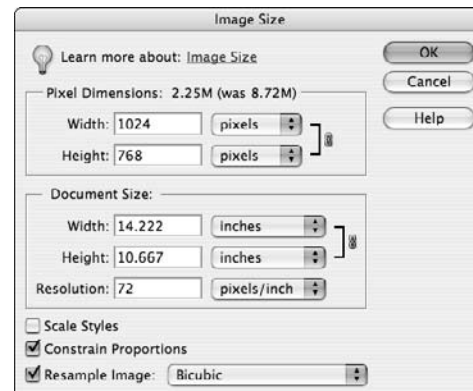 Image Size
Learn more about: Image Size
OK
Cancel
Help
Pixel Dimensions: 2.25M (was 8.72M)
Width: 1024 pixels
Height: 768 pixels
Document Size:
Width: 14.222 inches
Height: 10.667 inches
Resolution: 72 pixels/inch
Scale Styles
Constrain Proportions
Resample Image: Bicubic